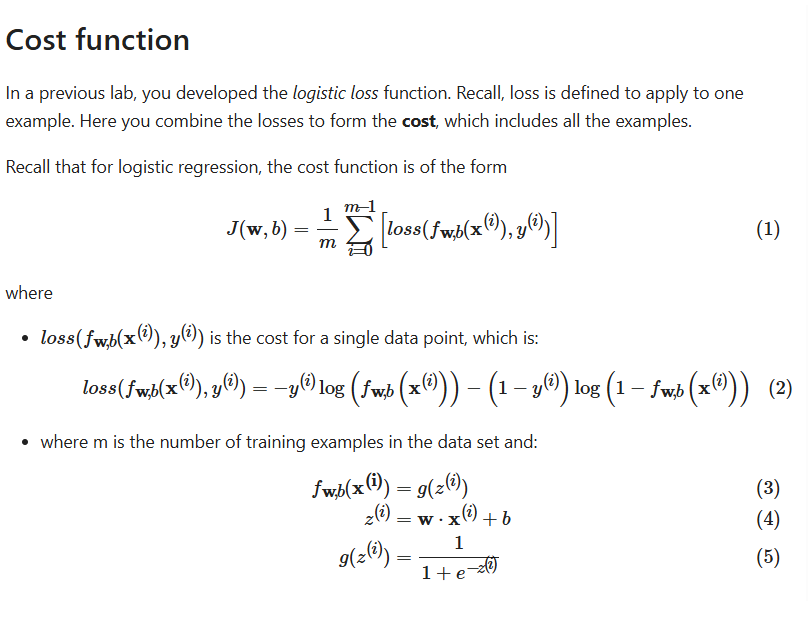 Cost function
In a previous lab, you developed the logistic loss function. Recall, loss is defined to apply to one
example. Here you combine the losses to form the cost, which includes all the examples.
Recall that for logistic regression, the cost function is of the form
$J(\mathbf{w},b) = \frac{1}{m} \sum_{i=0}^{m-1} \left[ loss(f_{\mathbf{w},b}(\mathbf{x}^{(i)}), y^{(i)}) \right]$ (1)
where
• $loss(f_{\mathbf{w},b}(\mathbf{x}^{(i)}), y^{(i)})$ is the cost for a single data point, which is:
$loss(f_{\mathbf{w},b}(\mathbf{x}^{(i)}), y^{(i)}) = -y^{(i)} \log\left(f_{\mathbf{w},b}\left(\mathbf{x}^{(i)}\right)\right) - \left(1 - y^{(i)}\right) \log\left(1 - f_{\mathbf{w},b}\left(\mathbf{x}^{(i)}\right)\right)$ (2)
• where m is the number of training examples in the data set and:
$f_{\mathbf{w},b}(\mathbf{x^{(i)}}) = g(z^{(i)})$ (3)
$z^{(i)} = \mathbf{w} \cdot \mathbf{x}^{(i)} + b$ (4)
$g(z^{(i)}) = \frac{1}{1+e^{-z^{(i)}}}$ (5)